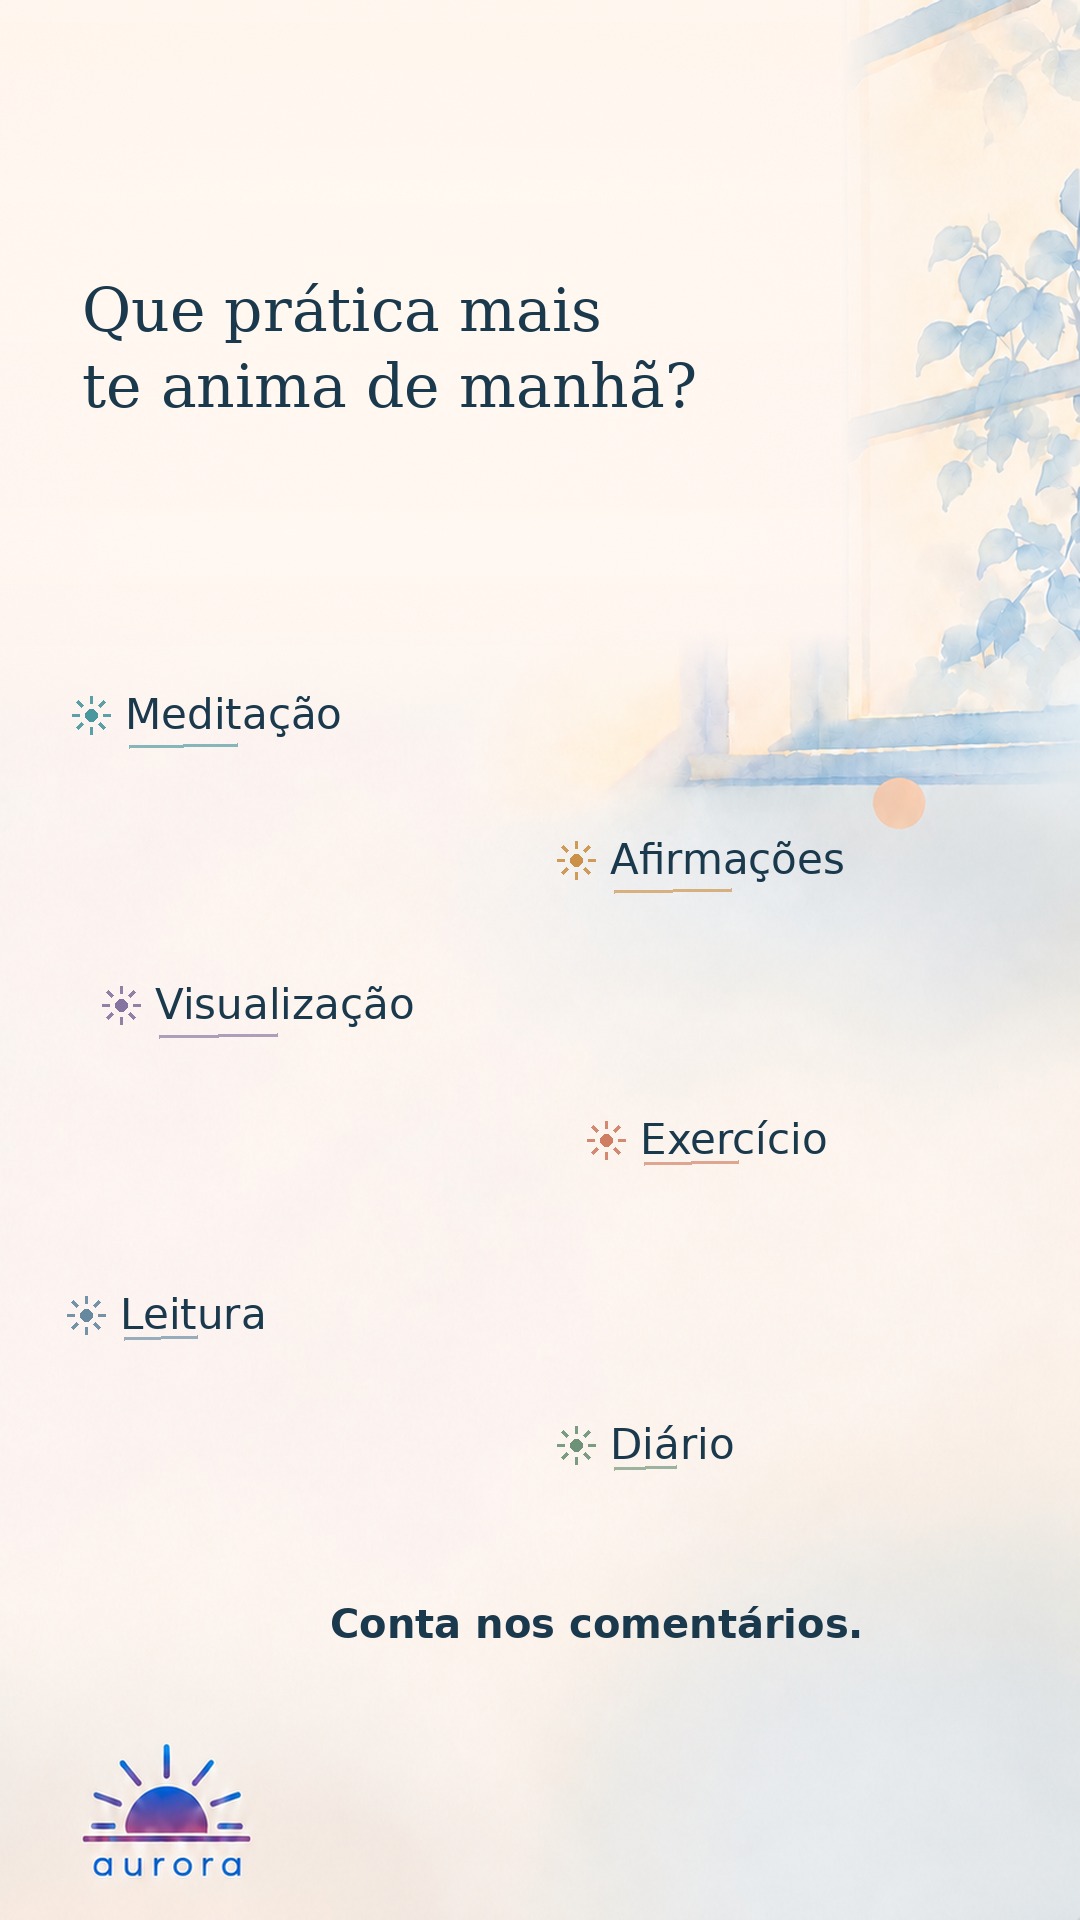 Que prática mais
te anima de manhã?
Meditação
Afirmações
Visualização
Exercício
Leitura
Diário
Conta nos comentários.
aurora